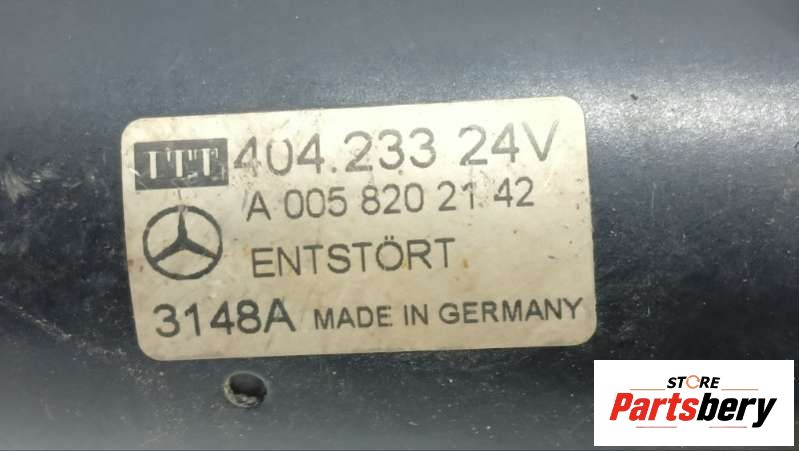 ITT 404.233 24V
A 005 820 21 42
ENTSTÖRT
3148A MADE IN GERMANY
STORE
Partsbery